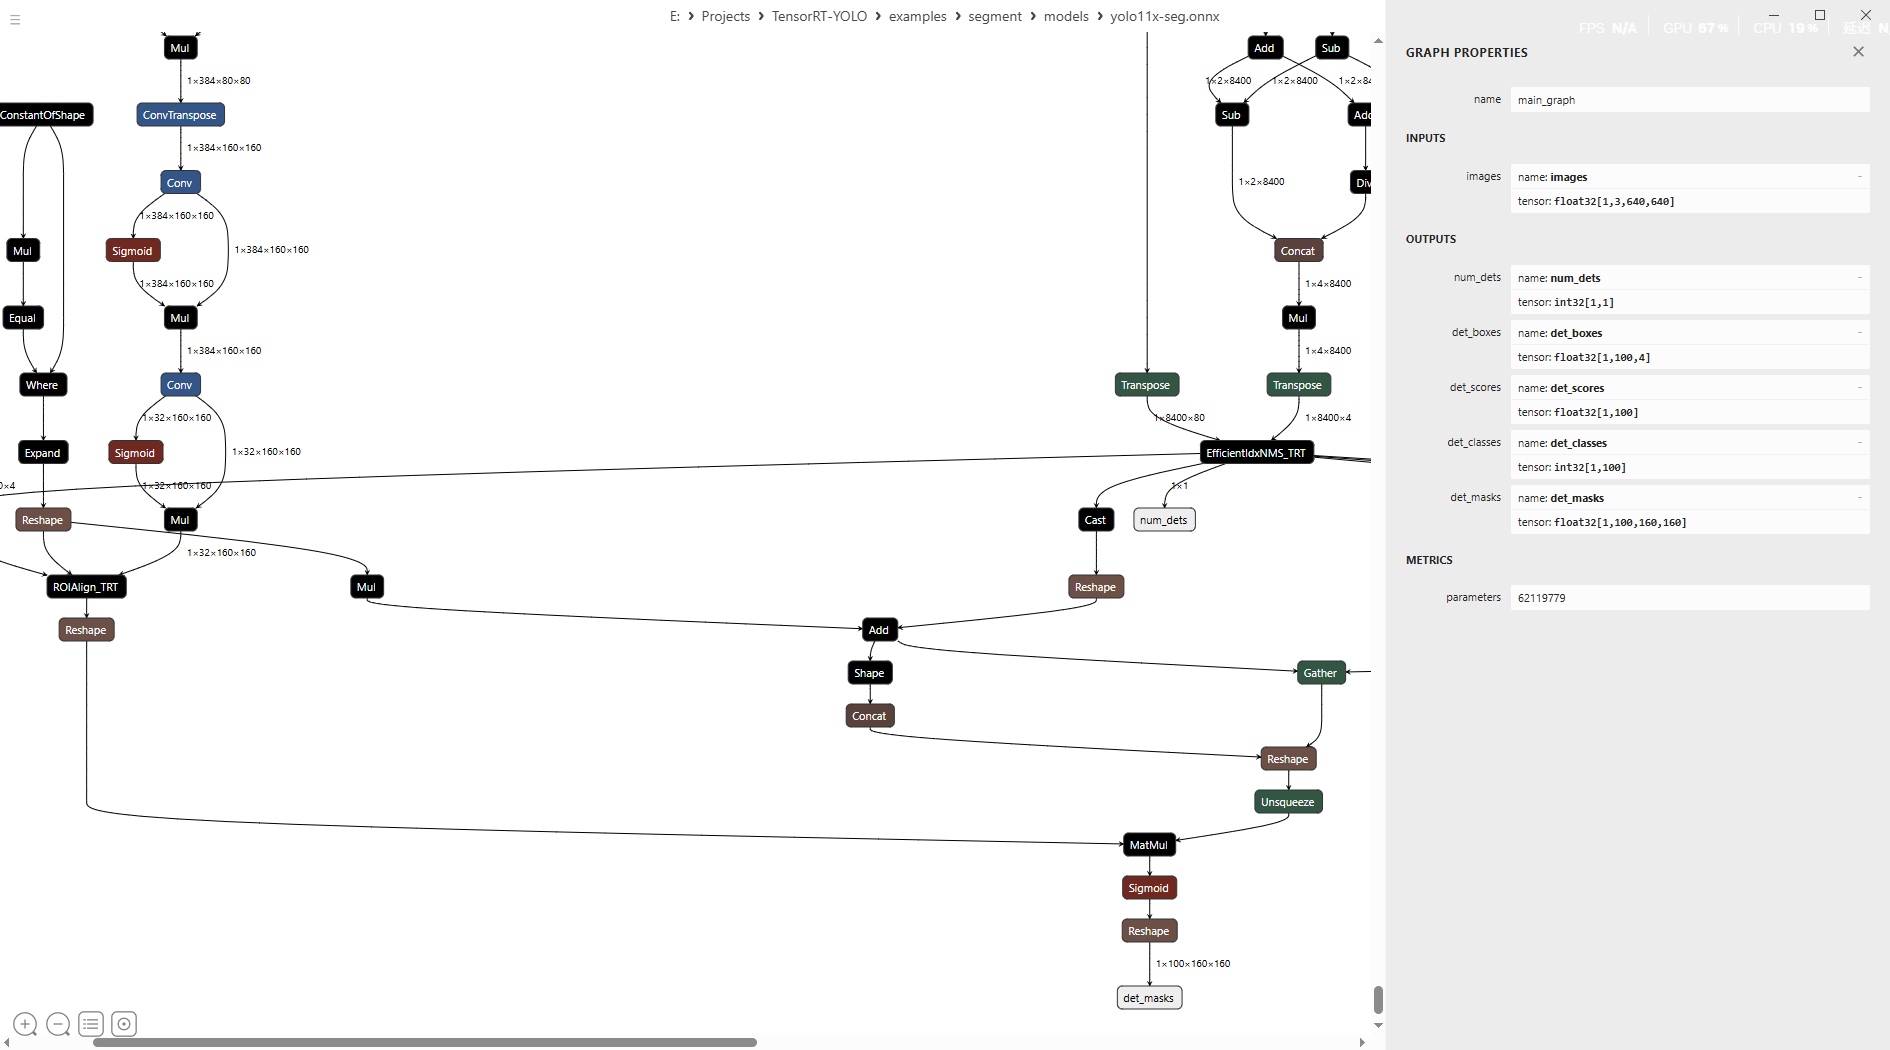 E: > Projects > TensorRT-YOLO > examples > segment > models > yolo11x-seg.onnx
FPS N/A GPU 67% CPU 19% 延迟 N
Mul
1×384×80×80
ConstantOfShape
ConvTranspose
1×384×160×160
Conv
1×384×160×160
Mul
Sigmoid
1×384×160×160
1×384×160×160
Equal
Mul
1×384×160×160
Where
Conv
1×32×160×160
Expand
Sigmoid
1×32×160×160
×4
1×32×160×160
Reshape
Mul
1×32×160×160
ROIAlign_TRT
Mul
Reshape
Add
Sub
1×2×8400
1×2×8400
1×2×84
Sub
Add
1×2×8400
Div
Concat
1×4×8400
Mul
1×4×8400
Transpose
Transpose
1×8400×80
1×8400×4
EfficientIdxNMS_TRT
1×1
Cast
num_dets
Reshape
Add
Shape
Gather
Concat
Reshape
Unsqueeze
MatMul
Sigmoid
Reshape
1×100×160×160
det_masks
GRAPH PROPERTIES
name main_graph
INPUTS
images name: images -
tensor: float32[1,3,640,640]
OUTPUTS
num_dets name: num_dets -
tensor: int32[1,1]
det_boxes name: det_boxes -
tensor: float32[1,100,4]
det_scores name: det_scores -
tensor: float32[1,100]
det_classes name: det_classes -
tensor: int32[1,100]
det_masks name: det_masks -
tensor: float32[1,100,160,160]
METRICS
parameters 62119779